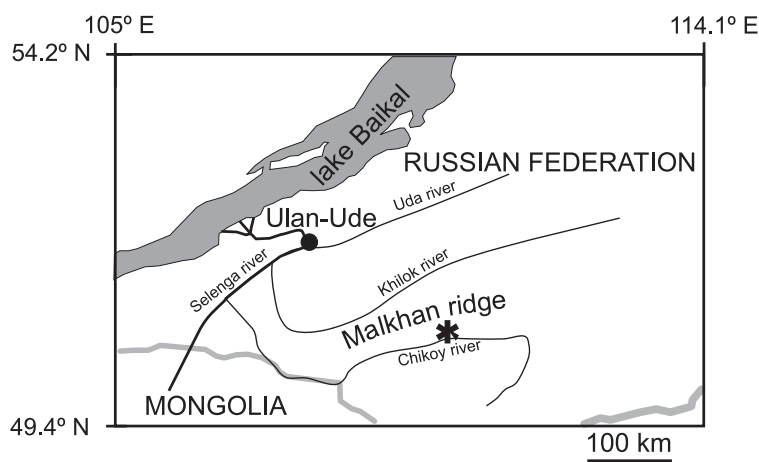 105º E
114.1º E
54.2º N
lake Baikal
RUSSIAN FEDERATION
Uda river
Ulan-Ude
Khilok river
Selenga river
Malkhan ridge
Chikoy river
MONGOLIA
49.4º N
100 km